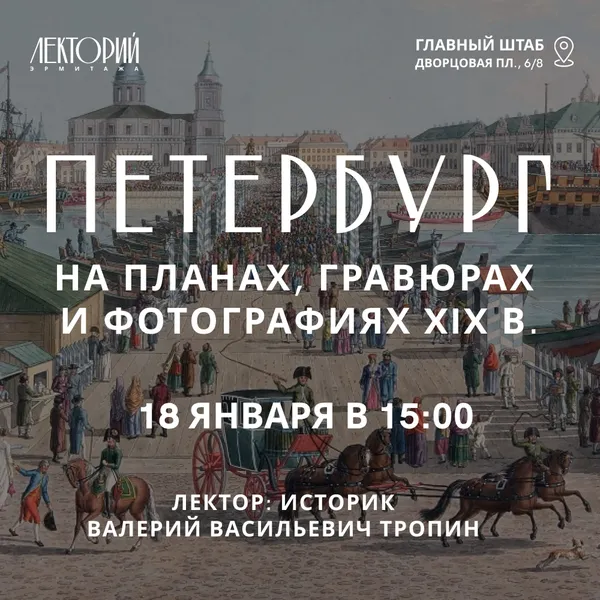 ЛЕКТОРИЙ
ЭРМИТАЖА
ГЛАВНЫЙ ШТАБ
ДВОРЦОВАЯ ПЛ., 6/8
ПЕТЕРБУРГ
НА ПЛАНАХ, ГРАВЮРАХ
И ФОТОГРАФИЯХ XIX В.
18 ЯНВАРЯ В 15:00
ЛЕКТОР: ИСТОРИК
ВАЛЕРИЙ ВАСИЛЬЕВИЧ ТРОПИН